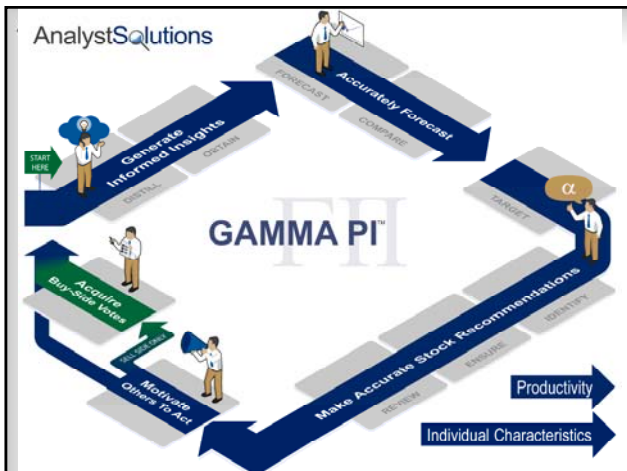 AnalystSolutions
START
HERE
Generate
Informed Insights
DISTILL
OBTAIN
FORECAST
COMPARE
Accurately Forecast
TARGET
α
IDENTIFY
ENSURE
REVIEW
Make Accurate Stock Recommendations
GAMMA PI™
ΓΠ
Acquire
Buy-Side Votes
SELL SIDE ONLY
Motivate
Others To Act
Productivity
Individual Characteristics